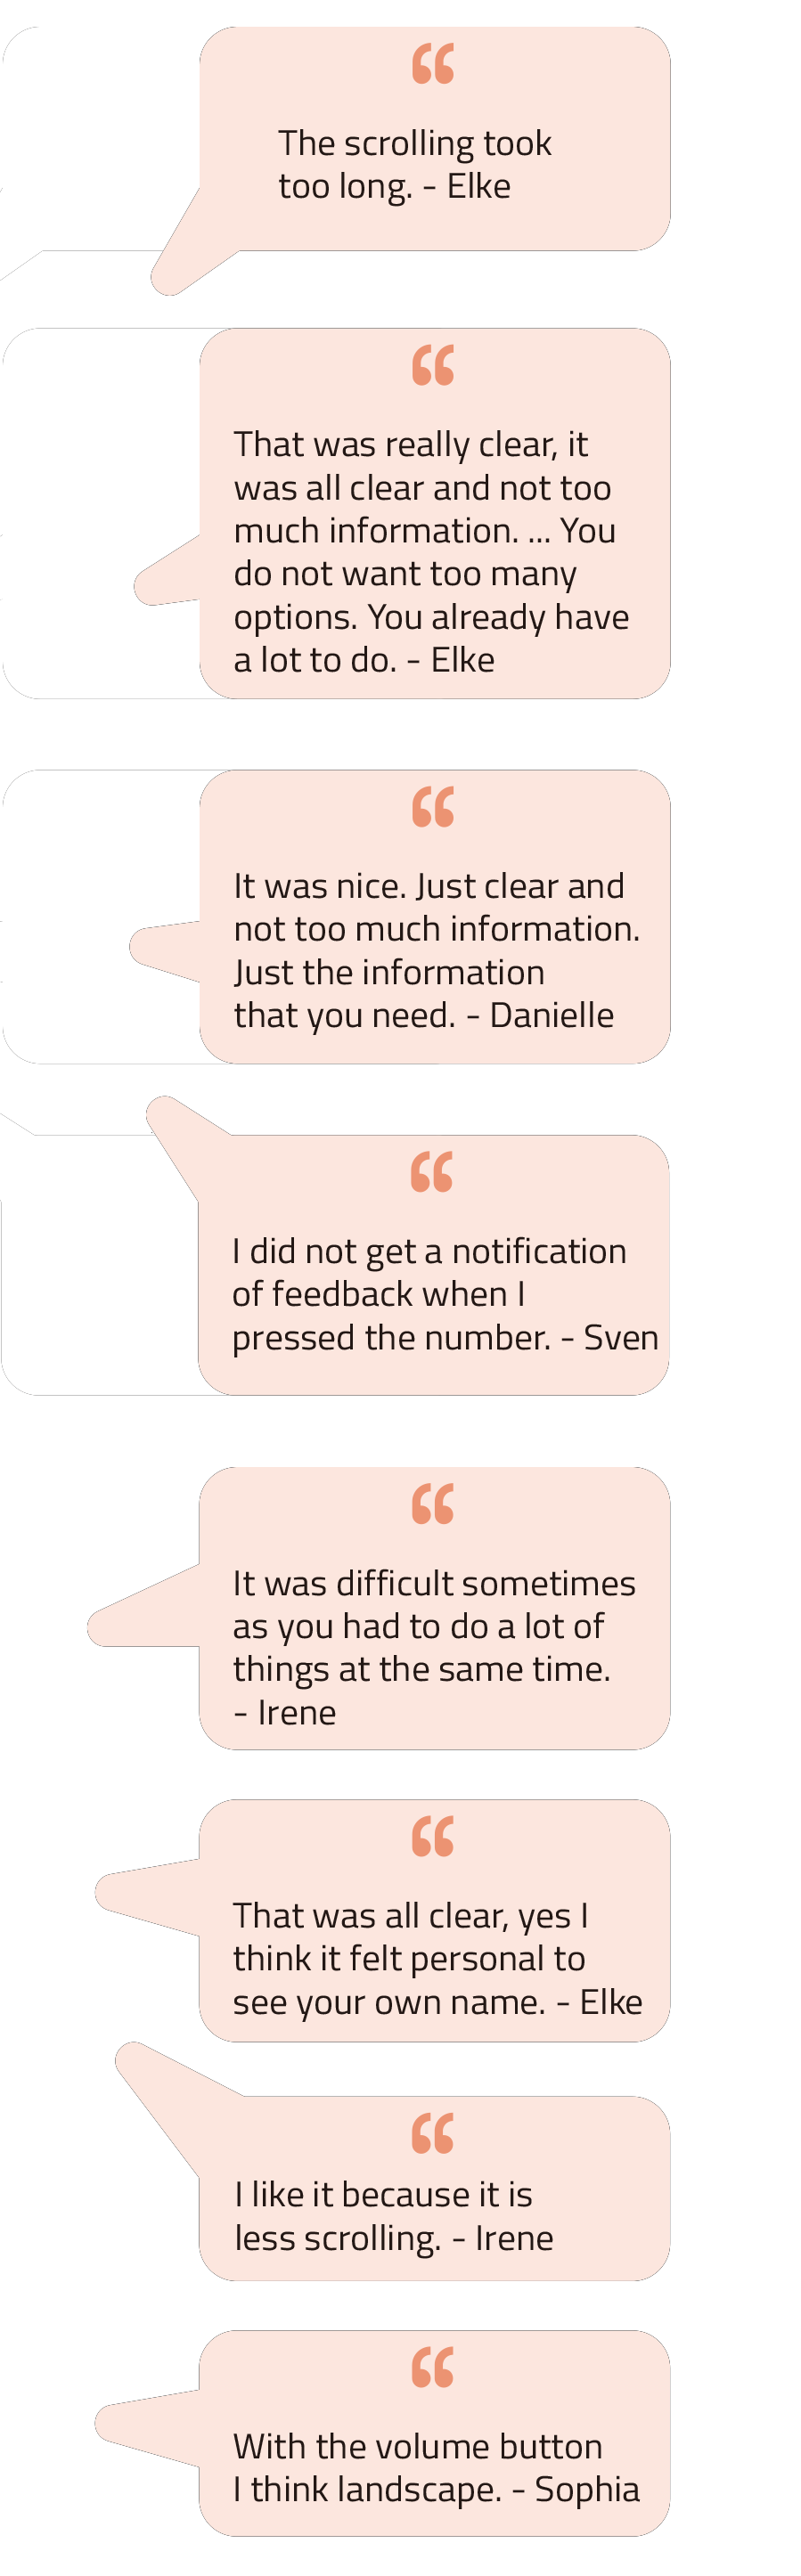 “
The scrolling took
too long. - Elke
“
That was really clear, it
was all clear and not too
much information. ... You
do not want too many
options. You already have
a lot to do. - Elke
“
It was nice. Just clear and
not too much information.
Just the information
that you need. - Danielle
“
I did not get a notification
of feedback when I
pressed the number. - Sven
“
It was difficult sometimes
as you had to do a lot of
things at the same time.
- Irene
“
That was all clear, yes I
think it felt personal to
see your own name. - Elke
“
I like it because it is
less scrolling. - Irene
“
With the volume button
I think landscape. - Sophia